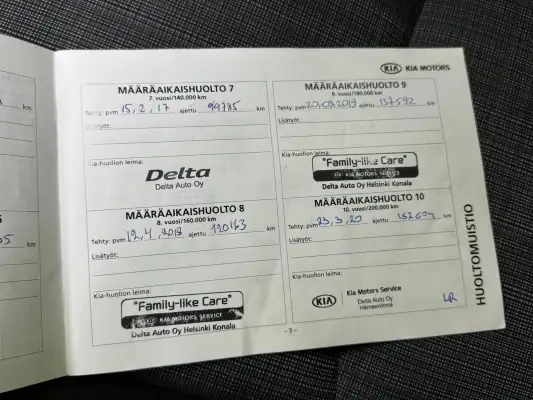 KIA KIA MOTORS
MÄÄRÄAIKAISHUOLTO 7
7. vuosi/140.000 km
Tehty: pvm 15,2,17 ajettu 99785 km
Lisätyöt:
Kia-huollon leima:
Delta
Delta Auto Oy
MÄÄRÄAIKAISHUOLTO 8
8. vuosi/160.000 km
Tehty: pvm 12,4,2018 ajettu 120163 km
Lisätyöt:
Kia-huollon leima:
"Family-like Care"
KIA MOTORS SERVICE
Delta Auto Oy Helsinki Konala
MÄÄRÄAIKAISHUOLTO 9
9. vuosi/180.000 km
Tehty: pvm 20,03,2019 ajettu 137592 km
Lisätyöt:
Kia-huollon leima:
"Family-like Care"
KIA MOTORS SERVICE
Delta Auto Oy Helsinki Konala
MÄÄRÄAIKAISHUOLTO 10
10. vuosi/200.000 km
Tehty: pvm 23,3,20 ajettu km
Lisätyöt:
Kia-huollon leima:
KIA
Kia Motors Service
Delta Auto Oy
Hämeenlinna
HUOLTOMUISTIO
- 3 -
km
km